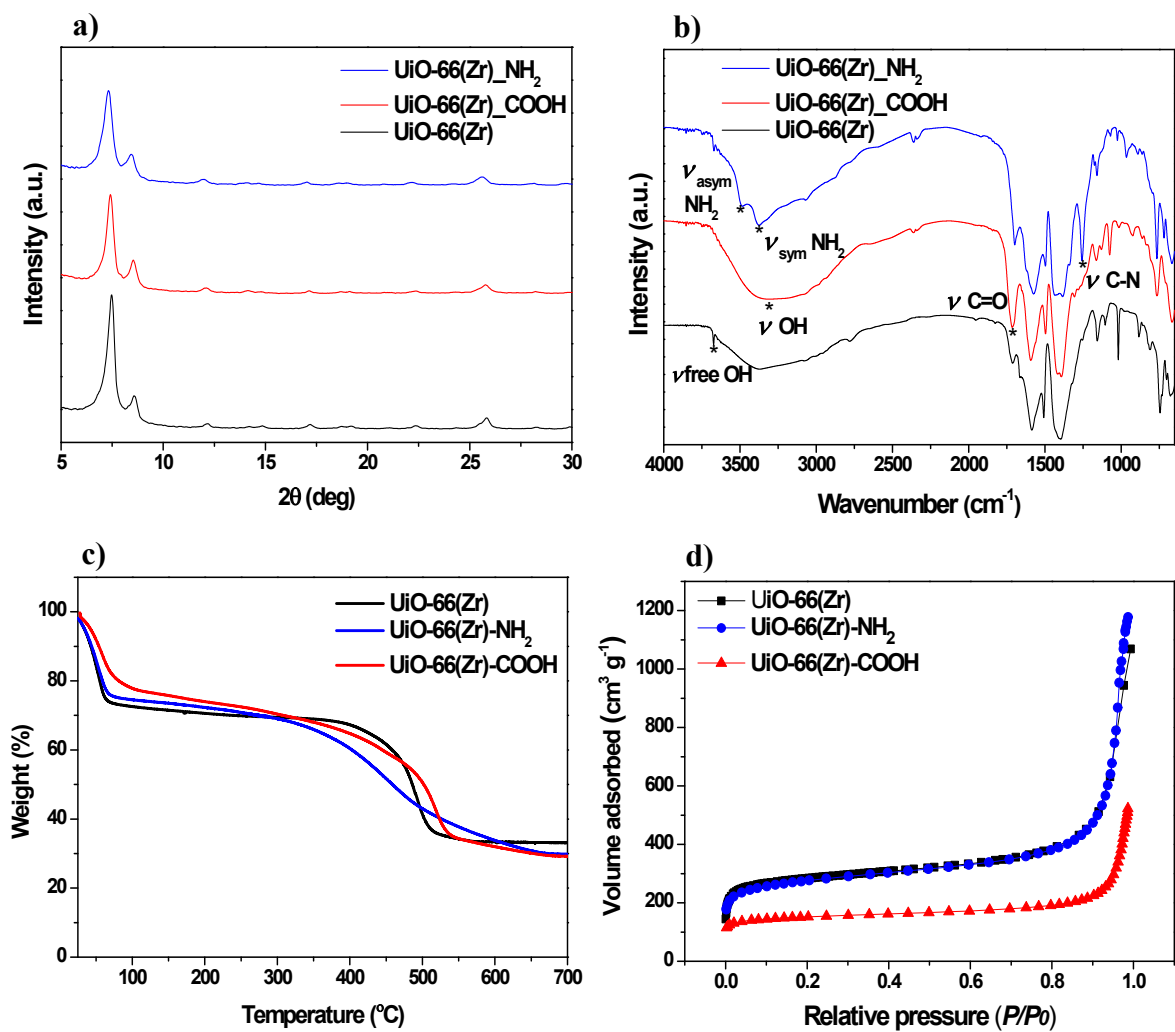 a)
UiO-66(Zr)_NH₂
UiO-66(Zr)_COOH
UiO-66(Zr)
Intensity (a.u.)
5 10 15 20 25 30
2θ (deg)
b)
UiO-66(Zr)_NH₂
UiO-66(Zr)_COOH
UiO-66(Zr)
Intensity (a.u.)
ν asym
NH₂
*
*
ν sym NH₂
*
ν OH
*
ν C-N
ν C=O
*
*
νfree OH
4000 3500 3000 2500 2000 1500 1000
Wavenumber (cm⁻¹)
c)
UiO-66(Zr)
UiO-66(Zr)-NH₂
UiO-66(Zr)-COOH
Weight (%)
100
80
60
40
20
0
100 200 300 400 500 600 700
Temperature (°C)
d)
UiO-66(Zr)
UiO-66(Zr)-NH₂
UiO-66(Zr)-COOH
Volume adsorbed (cm³ g⁻¹)
1200
1000
800
600
400
200
0
0.0 0.2 0.4 0.6 0.8 1.0
Relative pressure (P/P0)